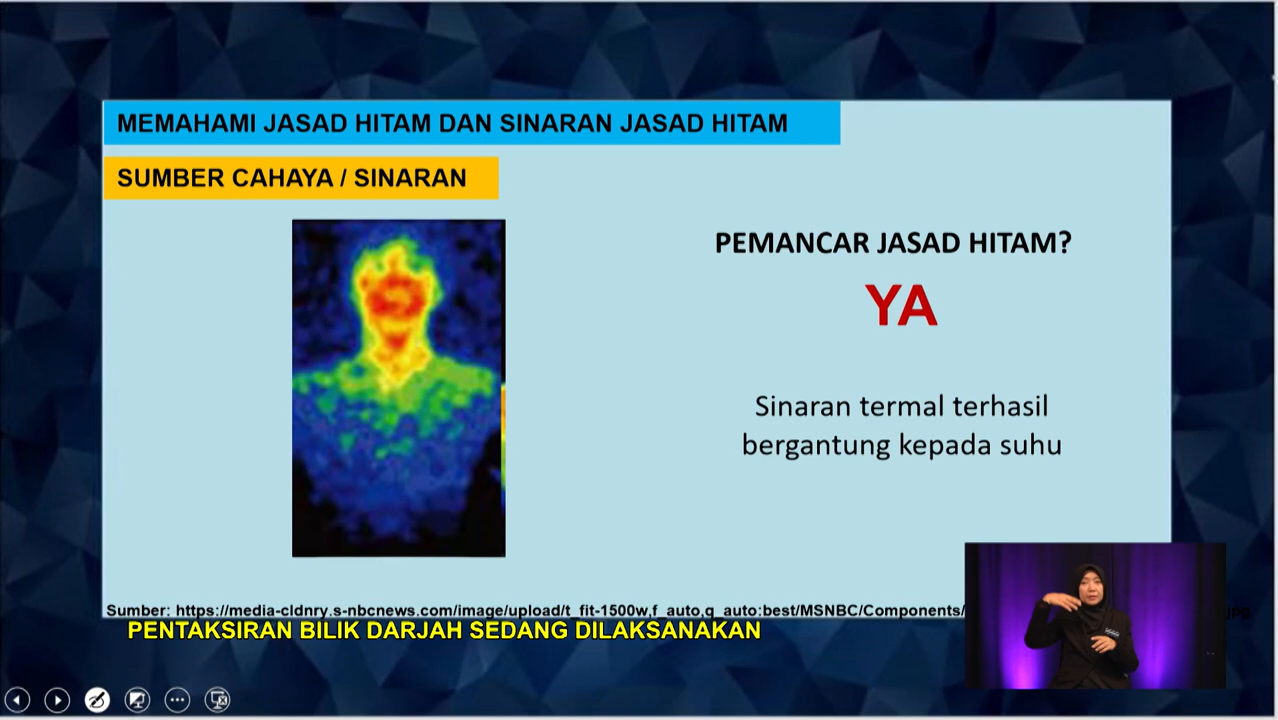 MEMAHAMI JASAD HITAM DAN SINARAN JASAD HITAM
SUMBER CAHAYA / SINARAN
PEMANCAR JASAD HITAM?
YA
Sinaran termal terhasil
bergantung kepada suhu
Sumber: https://media-cldnry.s-nbcnews.com/image/upload/t_fit-1500w,f_auto,q_auto:best/MSNBC/Components/
PENTAKSIRAN BILIK DARJAH SEDANG DILAKSANAKAN